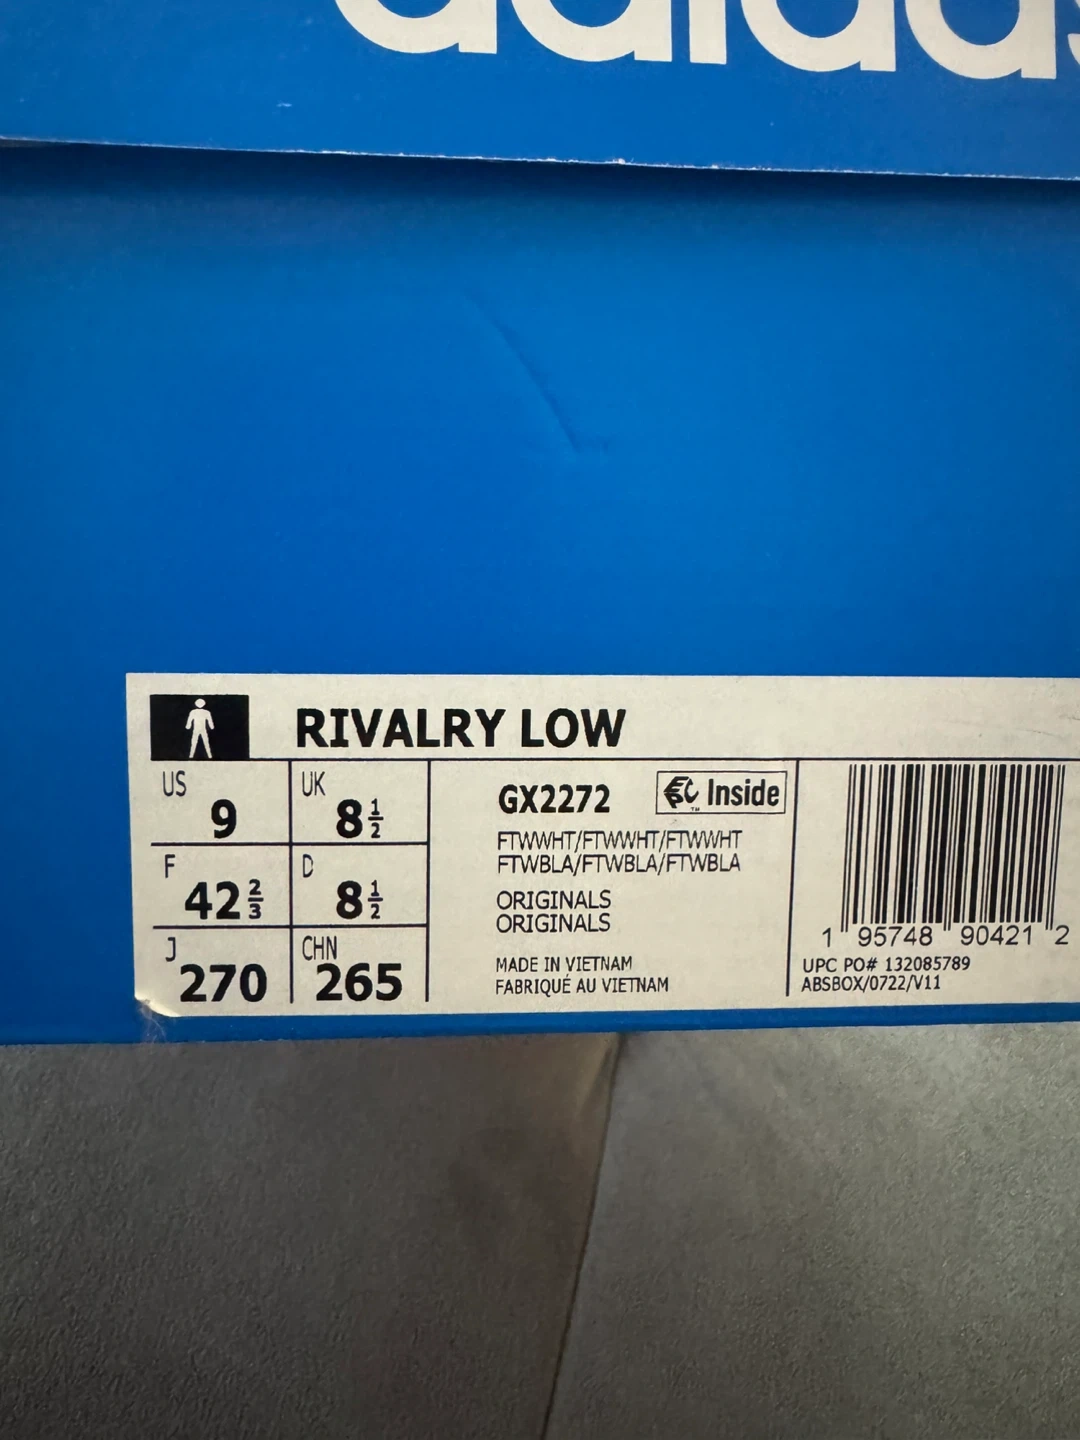 adidas
RIVALRY LOW
US 9
UK 8 1/2
F 42 2/3
D 8 1/2
J 270
CHN 265
GX2272
Inside
FTWWHT/FTWWHT/FTWWHT
FTWBLA/FTWBLA/FTWBLA
ORIGINALS
ORIGINALS
MADE IN VIETNAM
FABRIQUÉ AU VIETNAM
1 95748 90421 2
UPC PO# 132085789
ABSBOX/0722/V11